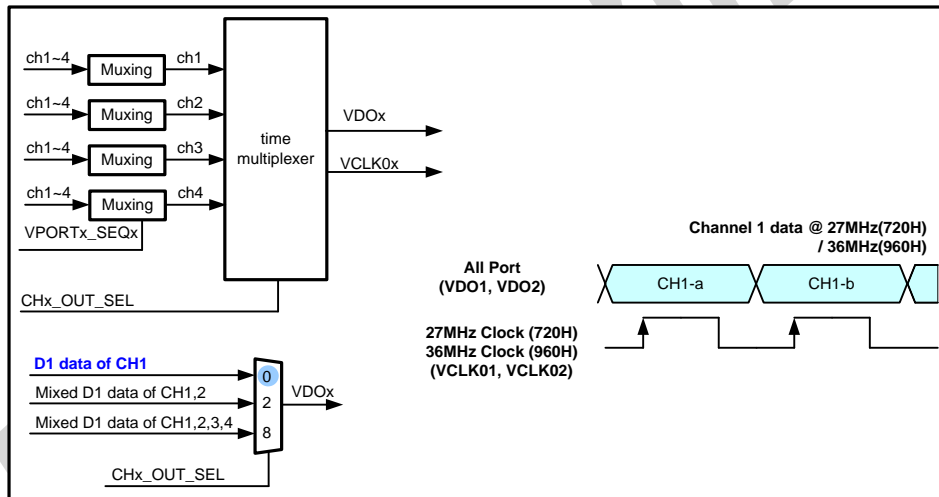 ch1~4
Muxing
ch1
ch1~4
Muxing
ch2
ch1~4
Muxing
ch3
ch1~4
Muxing
ch4
VPORTx_SEQx
time
multiplexer
VDOx
VCLK0x
CHx_OUT_SEL
D1 data of CH1
Mixed D1 data of CH1,2
Mixed D1 data of CH1,2,3,4
0
2
8
VDOx
CHx_OUT_SEL
Channel 1 data @ 27MHz(720H)
/ 36MHz(960H)
All Port
(VDO1, VDO2)
CH1-a
CH1-b
27MHz Clock (720H)
36MHz Clock (960H)
(VCLK01, VCLK02)